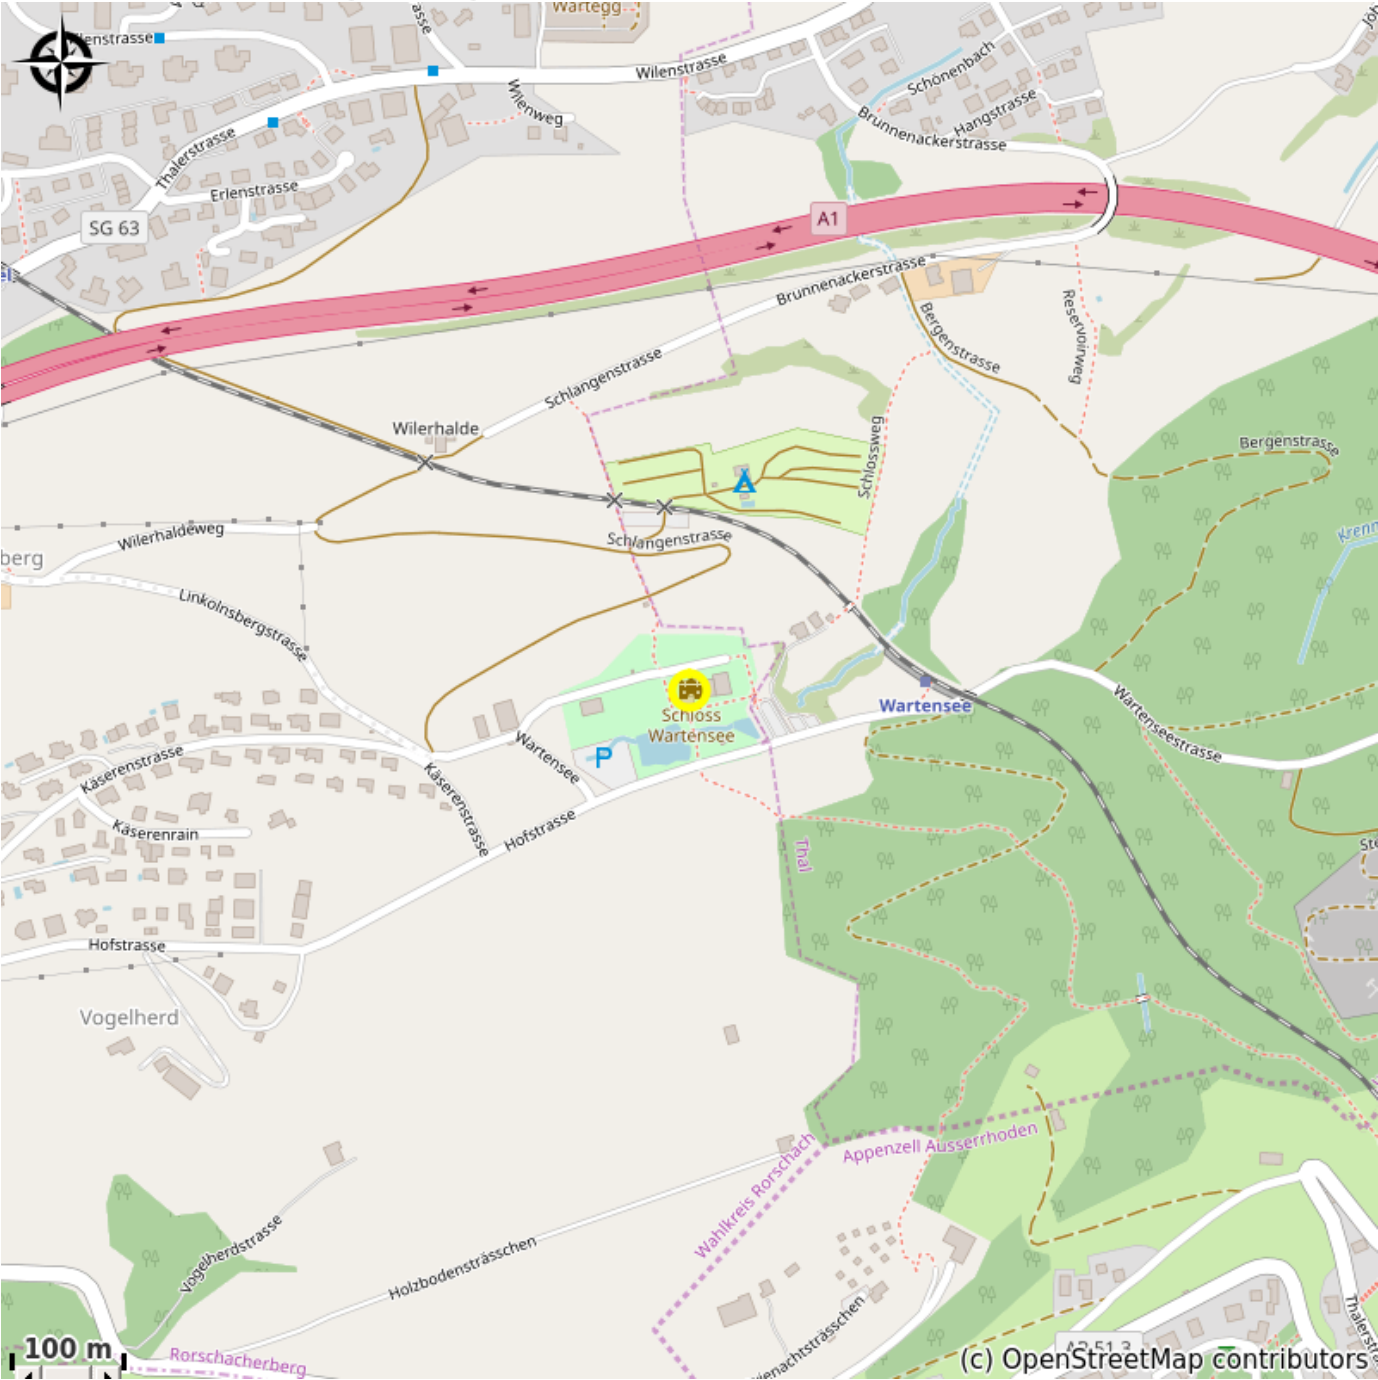 Wartegg
Wilenstrasse
Schönenbach
Wilenweg
Hangstrasse
Brunnenackerstrasse
Thalerstrasse
Erlenstrasse
A1
SG 63
Brunnenackerstrasse
Bergenstrasse
Reservoirweg
Schlangenstrasse
Wilerhalde
Schlossweg
Bergenstrasse
Wilerhaldeweg
Schlangenstrasse
Linkolnsbergstrasse
Wartensee
Schloss
Wartensee
Wartenseestrasse
P
Wartensee
Käserenstrasse
Käserenstrasse
Käserenrain
Hofstrasse
Thal
Hofstrasse
Vogelherd
Appenzell Ausserrhoden
Wahlkreis Rorschach
Vogelherdstrasse
Holzbodensträsschen
100 m
Rorschacherberg
(c) OpenStreetMap contributors